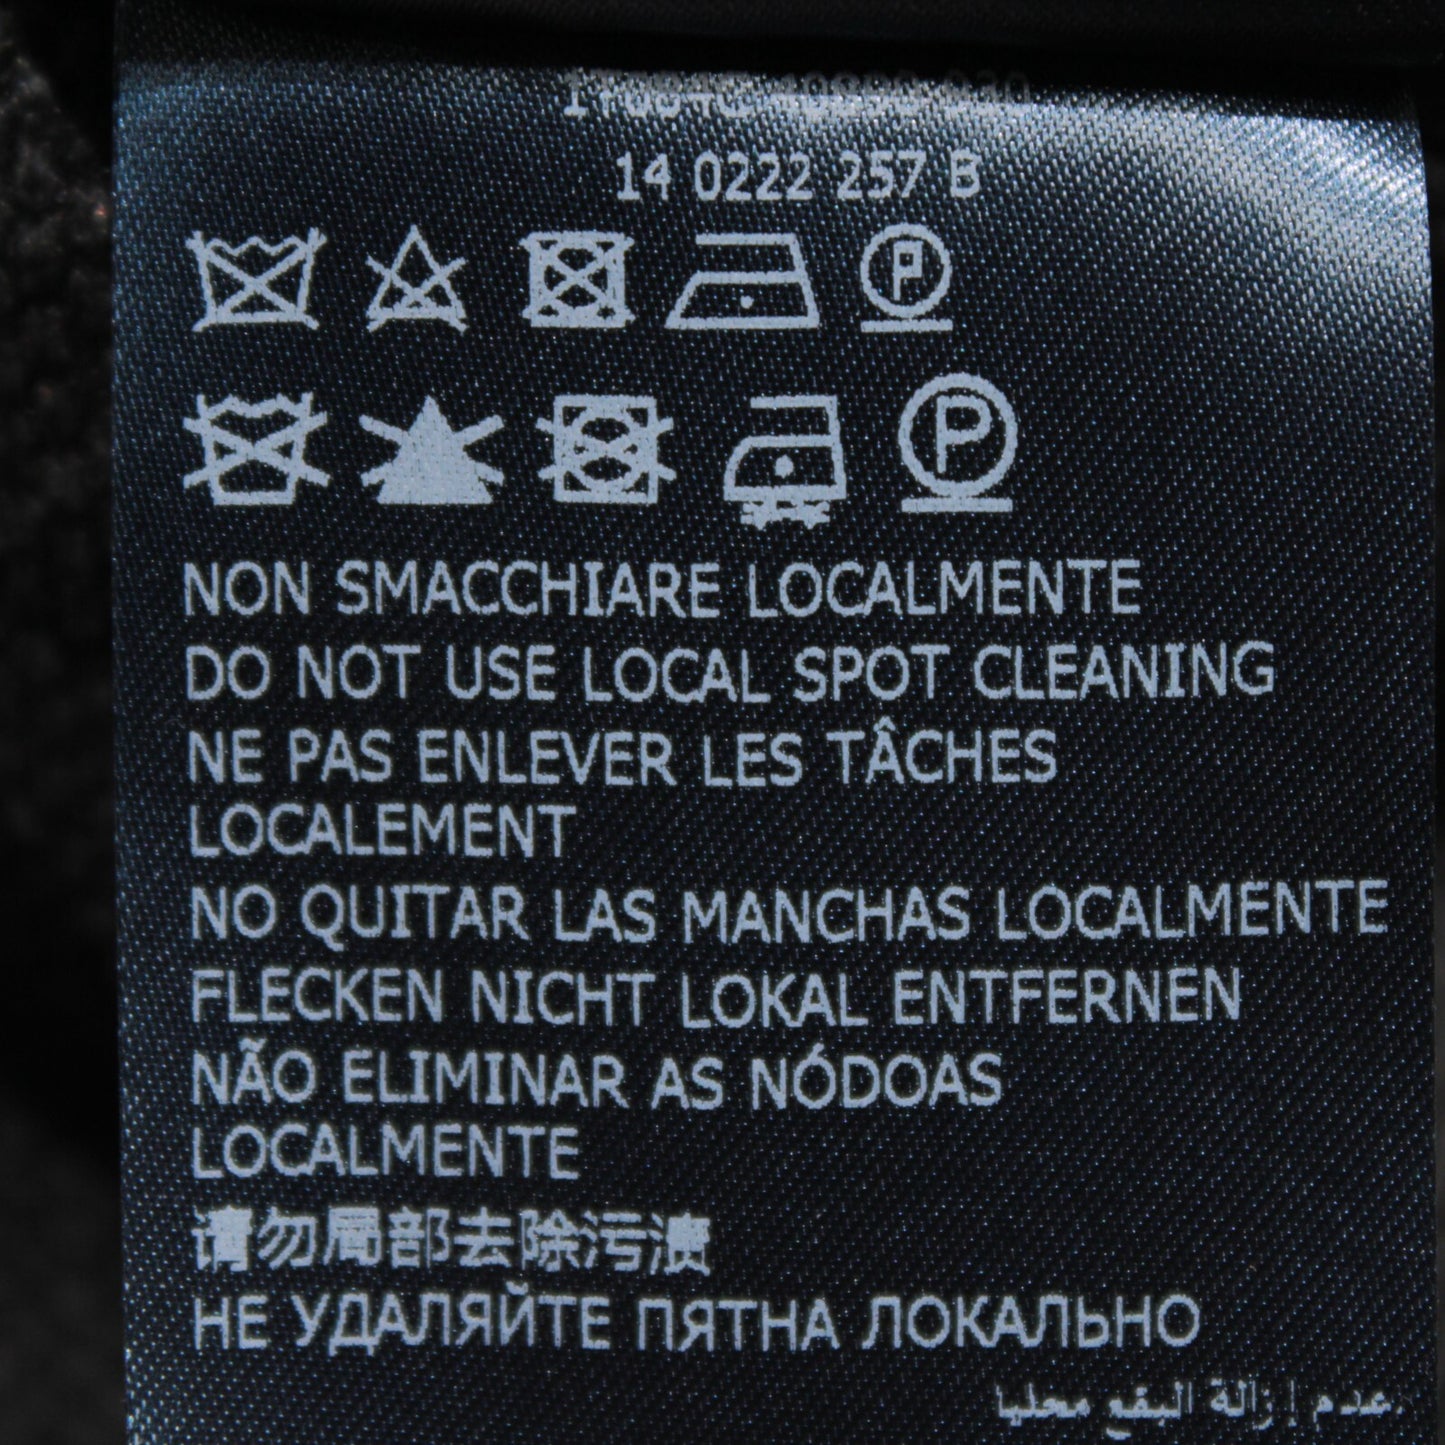 14 0222 257 B
NON SMACCHIARE LOCALMENTE
DO NOT USE LOCAL SPOT CLEANING
NE PAS ENLEVER LES TÂCHES
LOCALEMENT
NO QUITAR LAS MANCHAS LOCALMENTE
FLECKEN NICHT LOKAL ENTFERNEN
NÃO ELIMINAR AS NÓDOAS
LOCALMENTE
请勿局部去除污渍
НЕ УДАЛЯЙТЕ ПЯТНА ЛОКАЛЬНО
عدم إزالة البقع محليا